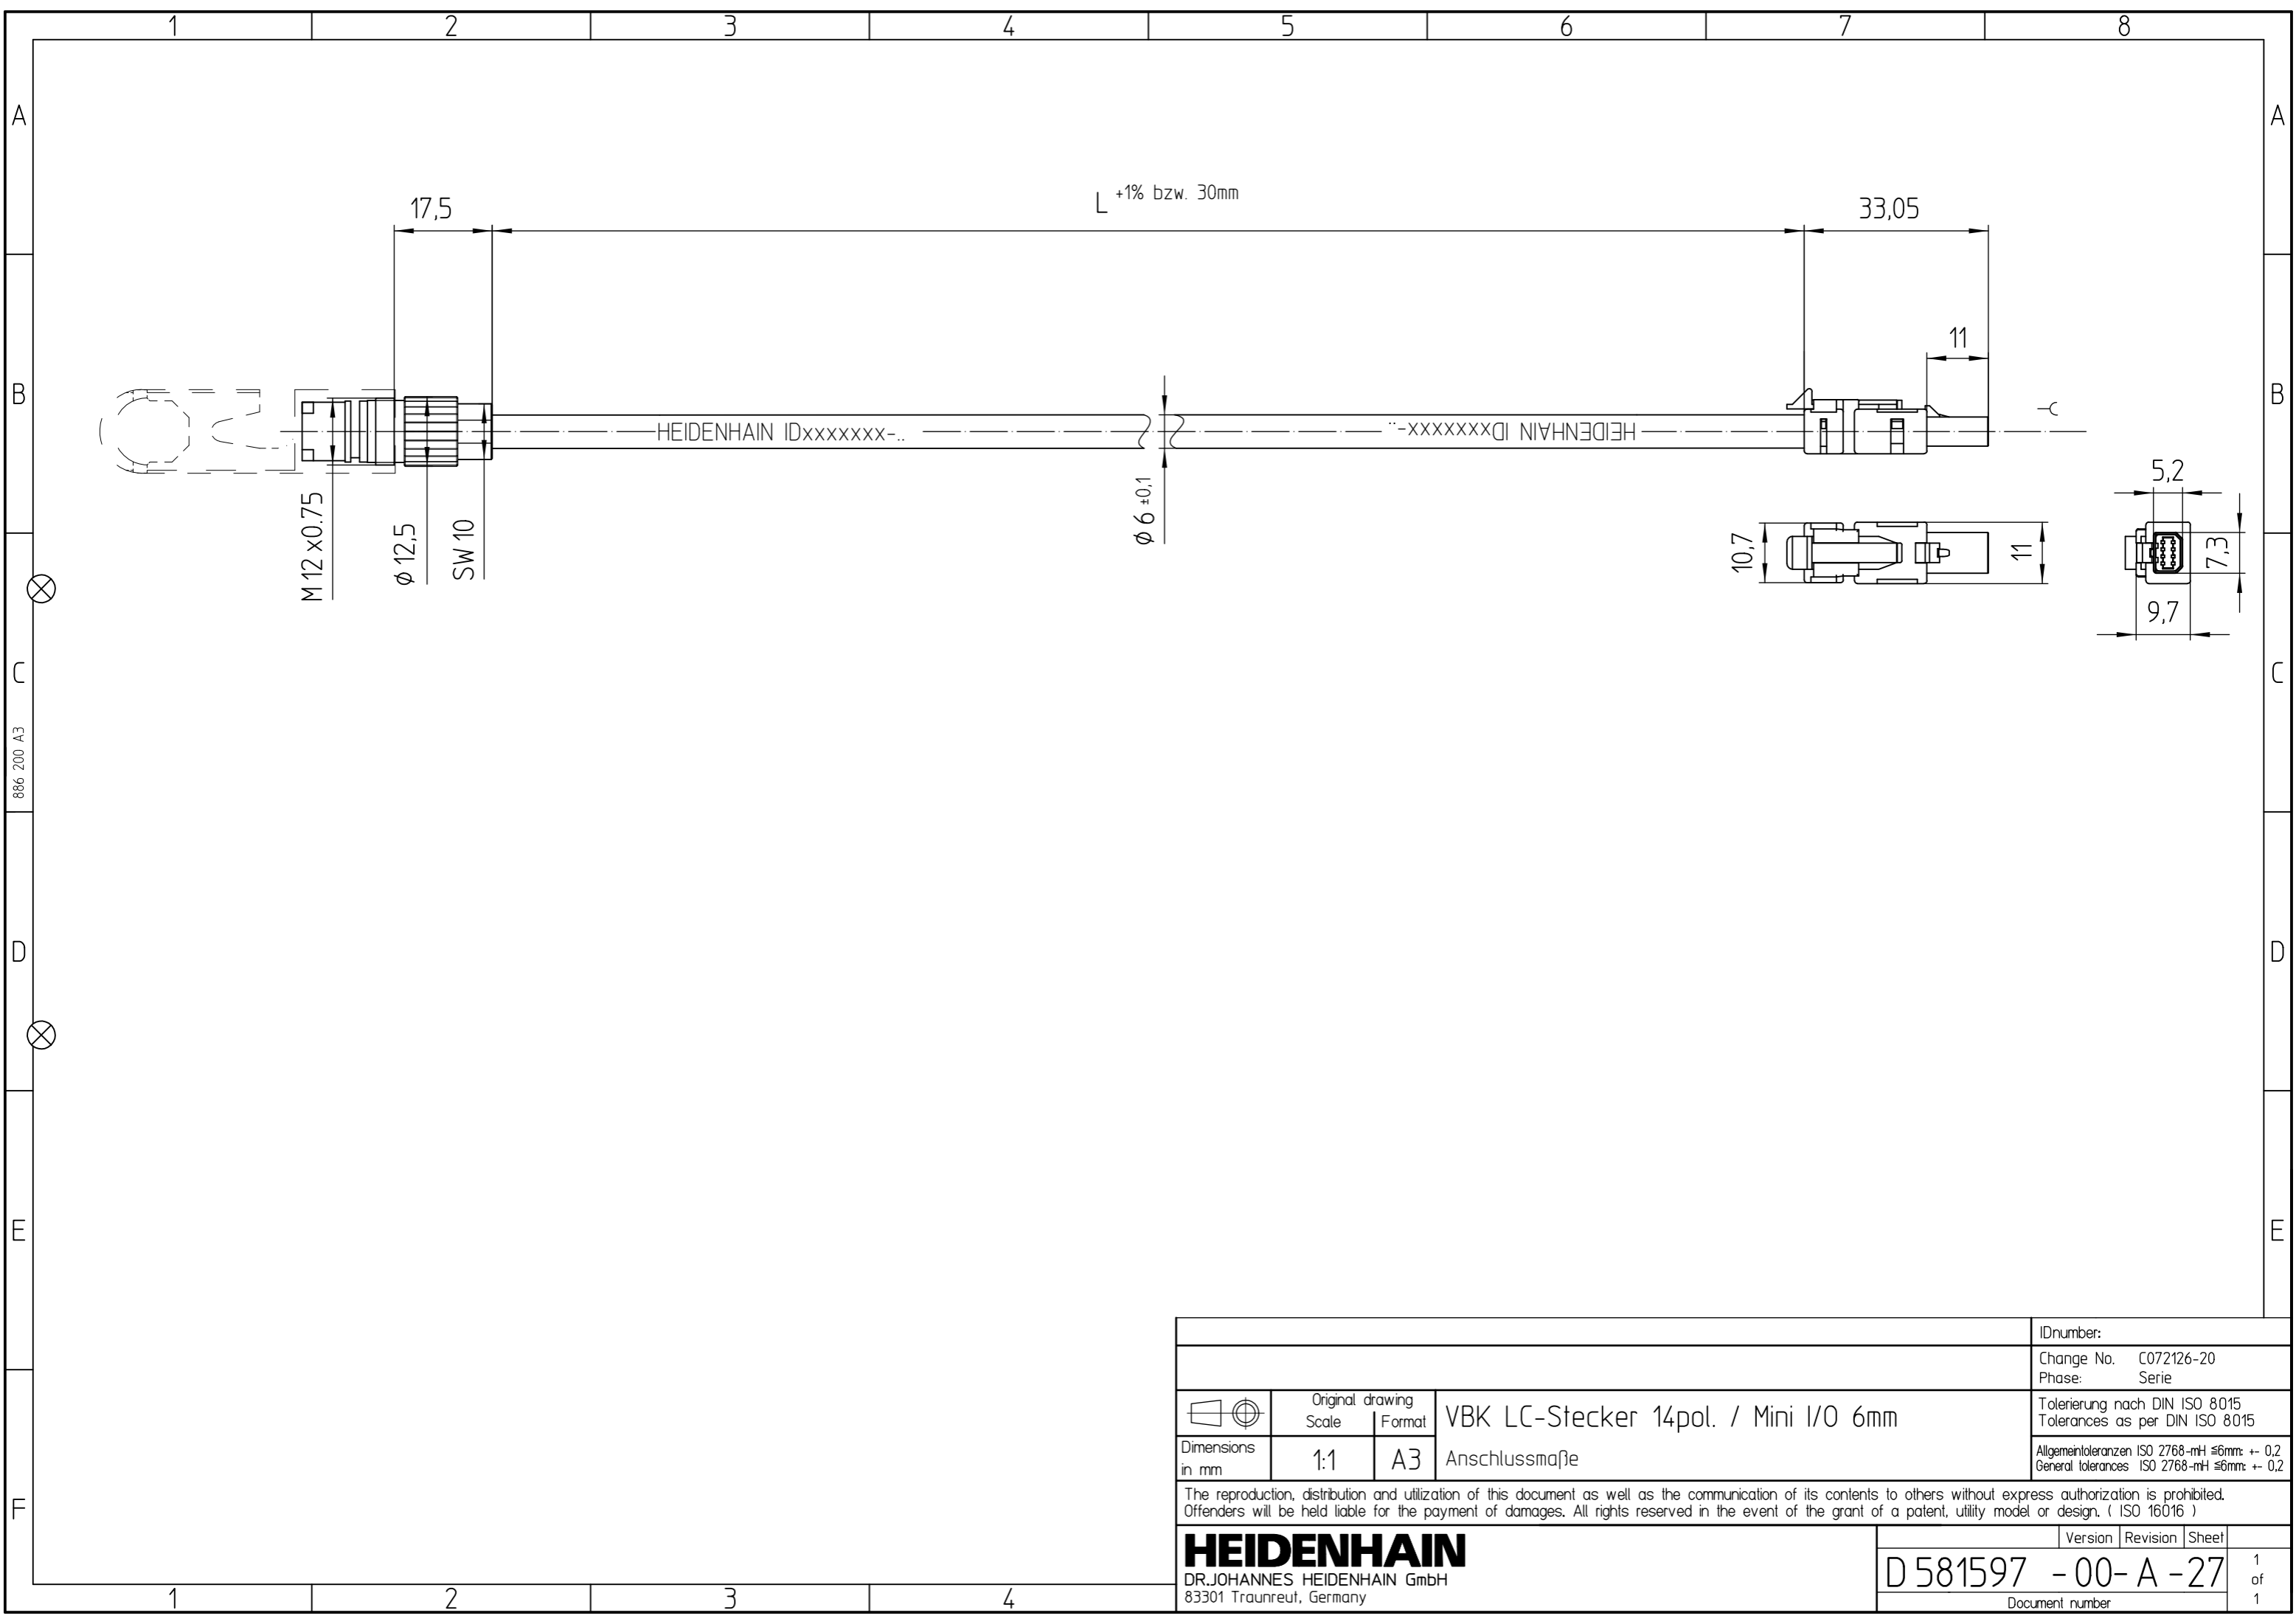 1 2 3 4 5 6 7 8
A A
L +1% bzw. 30mm
17,5 33,05
11
B B
HEIDENHAIN IDxxxxxxx-..
HEIDENHAIN IDxxxxxxx-..
M 12 x0.75
ϕ 12,5
SW 10
ϕ 6 ±0,1
10,7
11
5,2
7,3
9,7
C C
886 200 A3
D D
E E
F
IDnumber:
Change No. C072126-20
Phase: Serie
Original drawing
Scale Format
VBK LC-Stecker 14pol. / Mini I/O 6mm
Tolerierung nach DIN ISO 8015
Tolerances as per DIN ISO 8015
Dimensions
in mm
1:1 A3
Anschlussmaße
Allgemeintoleranzen ISO 2768-mH ≤6mm: +- 0,2
General tolerances ISO 2768-mH ≤6mm: +- 0,2
The reproduction, distribution and utilization of this document as well as the communication of its contents to others without express authorization is prohibited.
Offenders will be held liable for the payment of damages. All rights reserved in the event of the grant of a patent, utility model or design. ( ISO 16016 )
HEIDENHAIN
DR.JOHANNES HEIDENHAIN GmbH
83301 Traunreut, Germany
Version Revision Sheet
D 581597 - 00 - A - 27
1
of
1
Document number
1 2 3 4